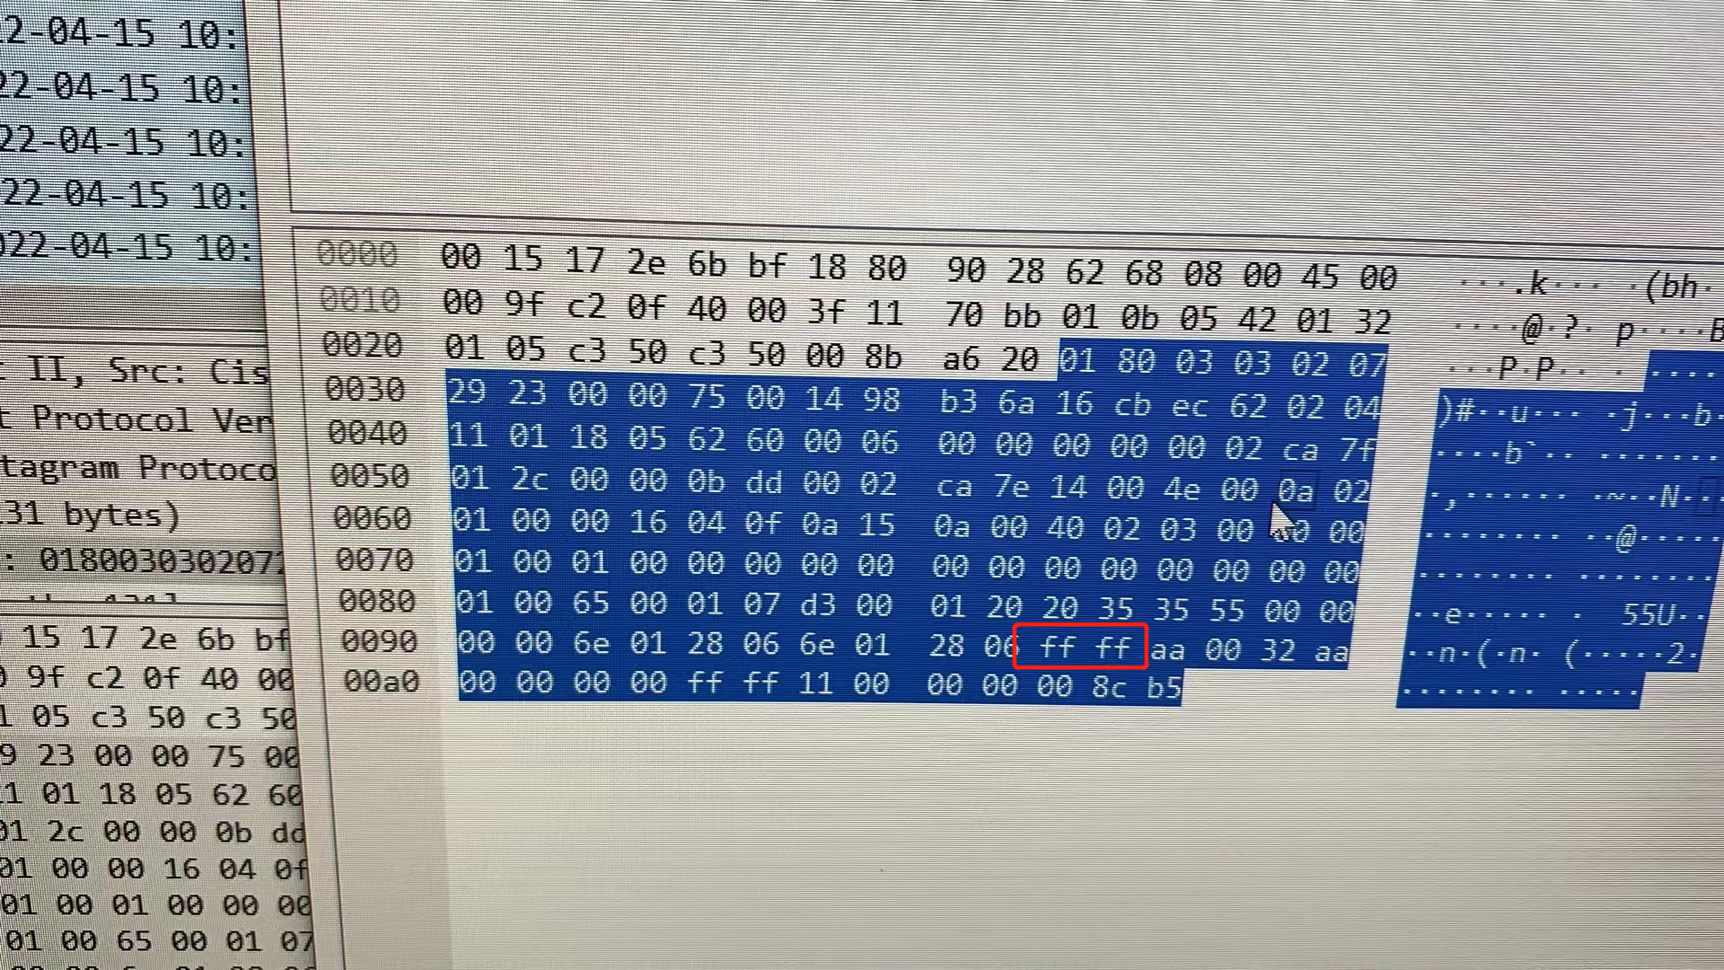 2-04-15 10:
22-04-15 10:
22-04-15 10:
22-04-15 10:
022-04-15 10:
II, Src: Cis
t Protocol Ver
tagram Protoco
31 bytes)
: 01800303020072
15 17 2e 6b bf
9f c2 0f 40 00
1 05 c3 50 c3 50
9 23 00 00 75 00
1 01 18 05 62 60
01 2c 00 00 0b dd
01 00 00 16 04 0f
01 00 01 00 00 00
01 00 65 00 01 07
0000 00 15 17 2e 6b bf 18 80 90 28 62 68 08 00 45 00 ····.k··· ·(bh·
0010 00 9f c2 0f 40 00 3f 11 70 bb 01 0b 05 42 01 32 ····@·?· p····B
0020 01 05 c3 50 c3 50 00 8b a6 20 01 80 03 03 02 07 ···P·P·· · ····
0030 29 23 00 00 75 00 14 98 b3 6a 16 cb ec 62 02 04 )#··u··· ·j···b·
0040 11 01 18 05 62 60 00 06 00 00 00 00 00 02 ca 7f ····b`·· ·······
0050 01 2c 00 00 0b dd 00 02 ca 7e 14 00 4e 00 0a 02 ·,······ ·~··N··
0060 01 00 00 16 04 0f 0a 15 0a 00 40 02 03 00 00 ········ ··@·····
0070 01 00 01 00 00 00 00 00 00 00 00 00 00 00 00 00 ········ ·······
0080 01 00 65 00 01 07 d3 00 01 20 20 35 35 55 00 00 ··e····· · 55U··
0090 00 00 6e 01 28 06 6e 01 28 06 ff ff aa 00 32 aa ··n·(·n· (·····2·
00a0 00 00 00 00 ff ff 11 00 00 00 00 8c b5 ········ ·····